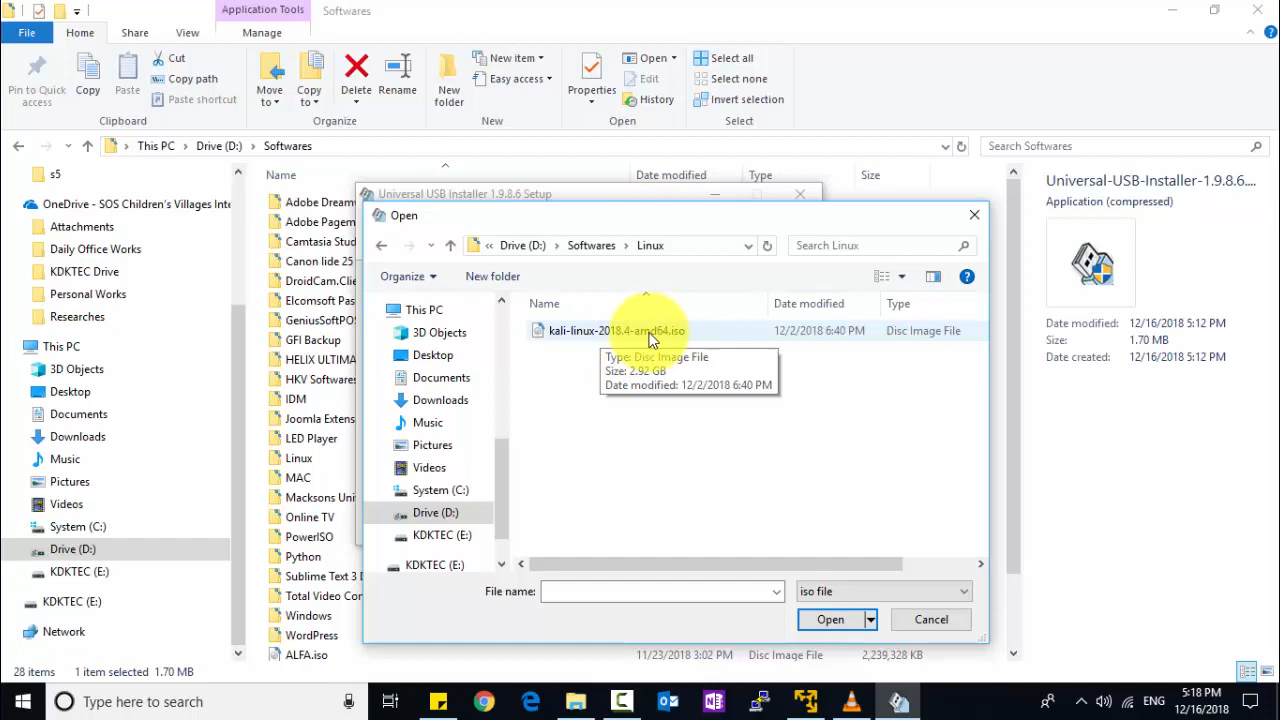 Application Tools
Softwares
File
Home
Share
View
Manage
Pin to Quick access
Copy
Paste
Cut
Copy path
Paste shortcut
Move to
Copy to
Delete
Rename
New folder
New item
Easy access
Properties
Open
Edit
History
Select all
Select none
Invert selection
Clipboard
Organize
New
Open
Select
This PC
Drive (D:)
Softwares
Search Softwares
s5
OneDrive - SOS Children's Villages Inte
Attachments
Daily Office Works
KDKTEC Drive
Personal Works
Researches
This PC
3D Objects
Desktop
Documents
Downloads
Music
Pictures
Videos
System (C:)
Drive (D:)
KDKTEC (E:)
KDKTEC (E:)
Network
Name
Date modified
Type
Size
Adobe Dream
Adobe Pagem
Camtasia Stud
Canon lide 25
DroidCam.Clie
Elcomsoft Pas
GeniusSoftPOS
GFI Backup
HELIX ULTIMA
HKV Softwares
IDM
Joomla Extens
LED Player
Linux
MAC
Macksons Uni
Online TV
PowerISO
Python
Sublime Text 3
Total Video Con
Windows
WordPress
ALFA.iso
11/23/2018 3:02 PM
Disc Image File
2,239,328 KB
Universal USB Installer 1.9.8.6 Setup
Open
Drive (D:)
Softwares
Linux
Search Linux
Organize
New folder
This PC
3D Objects
Desktop
Documents
Downloads
Music
Pictures
Videos
System (C:)
Drive (D:)
KDKTEC (E:)
KDKTEC (E:)
Name
Date modified
Type
kali-linux-2018.4-amd64.iso
12/2/2018 6:40 PM
Disc Image File
Type: Disc Image File
Size: 2.92 GB
Date modified: 12/2/2018 6:40 PM
File name:
iso file
Open
Cancel
Universal-USB-Installer-1.9.8.6....
Application (compressed)
Date modified: 12/16/2018 5:12 PM
Size: 1.70 MB
Date created: 12/16/2018 5:12 PM
28 items
1 item selected 1.70 MB
Type here to search
ENG
5:18 PM
12/16/2018